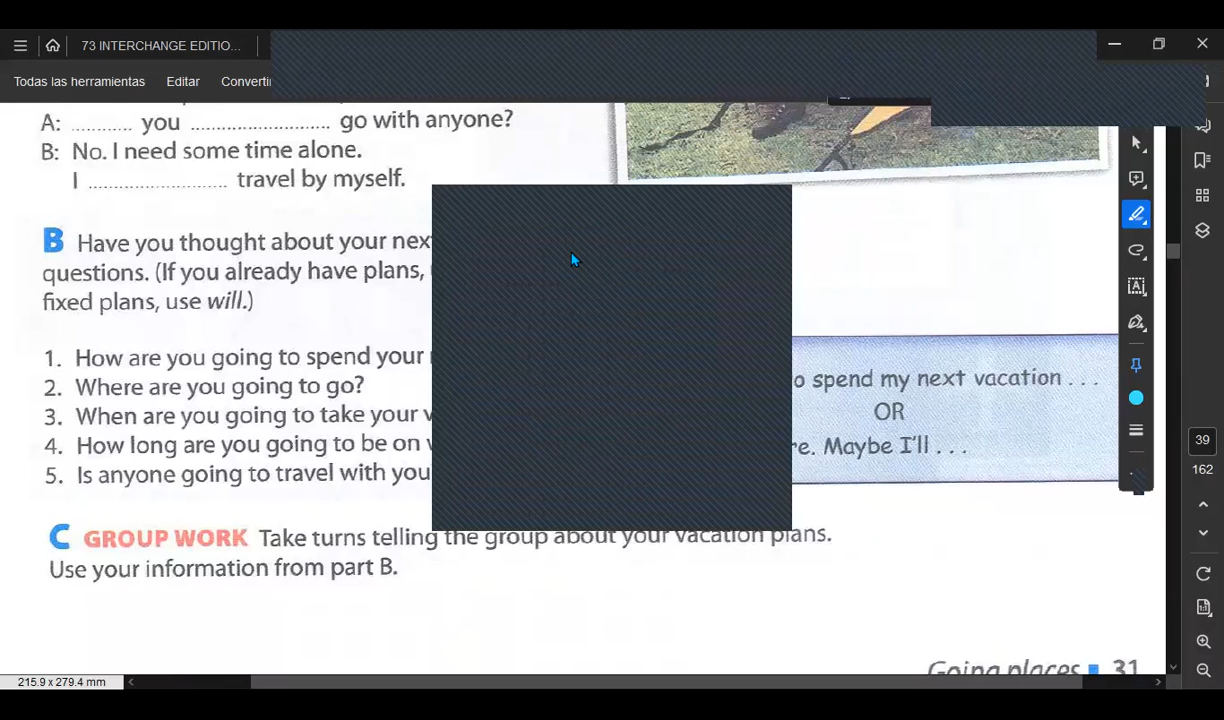 73 INTERCHANGE EDITIO...
Todas las herramientas Editar Convertir
A: ............ you ............................ go with anyone?
B: No. I need some time alone.
I ............................ travel by myself.
B Have you thought about your next
questions. (If you already have plans,
fixed plans, use will.)
1. How are you going to spend your
2. Where are you going to go?
3. When are you going to take your
4. How long are you going to be on
5. Is anyone going to travel with you
o spend my next vacation . . .
OR
re. Maybe I'll . . .
C GROUP WORK Take turns telling the group about your vacation plans.
Use your information from part B.
Going places 31
39
162
215.9 x 279.4 mm